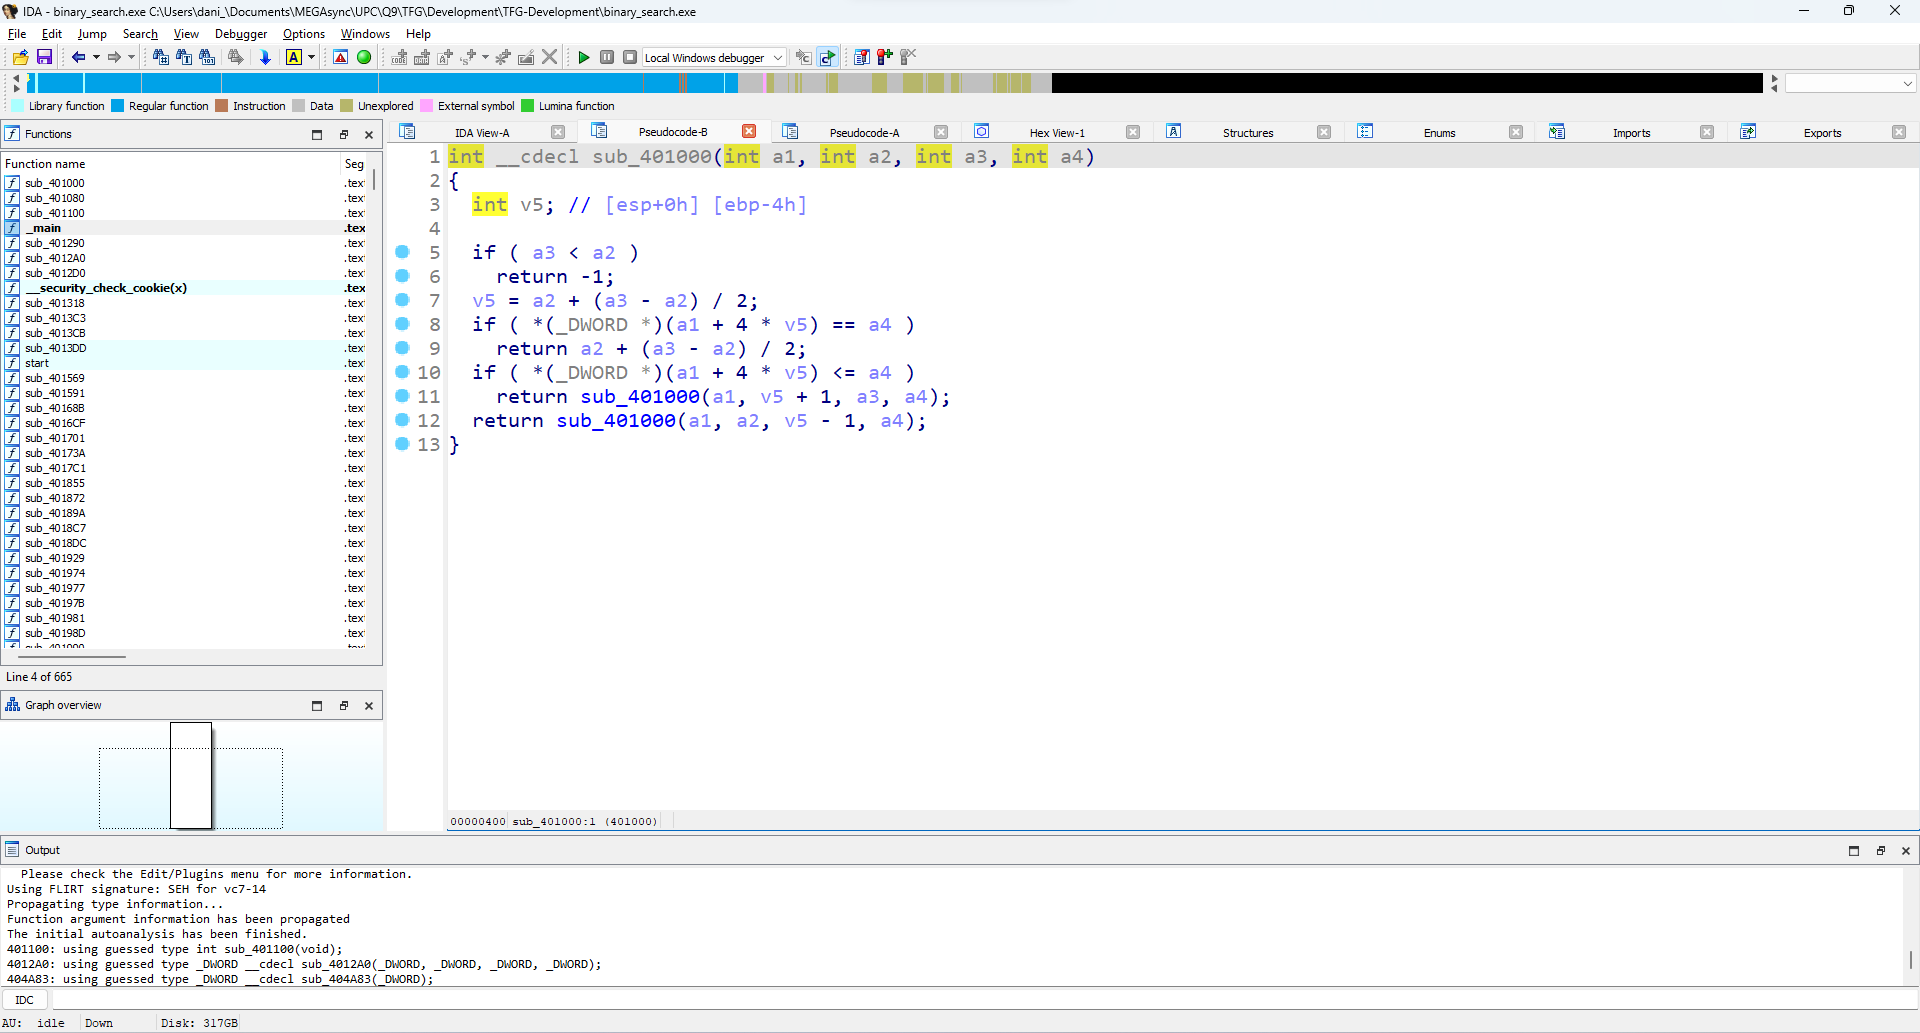 IDA - binary_search.exe C:\Users\dani_\Documents\MEGAsync\UPC\Q9\TFG\Development\TFG-Development\binary_search.exe
File Edit Jump Search View Debugger Options Windows Help
Local Windows debugger
Library function Regular function Instruction Data Unexplored External symbol Lumina function
Functions
Function name Seg
sub_401000 .tex
sub_401080 .tex
sub_401100 .tex
_main .tex
sub_401290 .tex
sub_4012A0 .tex
sub_4012D0 .tex
__security_check_cookie(x) .tex
sub_401318 .tex
sub_4013C3 .tex
sub_4013CB .tex
sub_4013DD .tex
start .tex
sub_401569 .tex
sub_401591 .tex
sub_40168B .tex
sub_4016CF .tex
sub_401701 .tex
sub_40173A .tex
sub_4017C1 .tex
sub_401855 .tex
sub_401872 .tex
sub_40189A .tex
sub_4018C7 .tex
sub_4018DC .tex
sub_401929 .tex
sub_401974 .tex
sub_401977 .tex
sub_40197B .tex
sub_401981 .tex
sub_40198D .tex
Line 4 of 665
Graph overview
IDA View-A Pseudocode-B Pseudocode-A Hex View-1 Structures Enums Imports Exports
1 int __cdecl sub_401000(int a1, int a2, int a3, int a4)
2 {
3 int v5; // [esp+0h] [ebp-4h]
4
5 if ( a3 < a2 )
6 return -1;
7 v5 = a2 + (a3 - a2) / 2;
8 if ( *(_DWORD *)(a1 + 4 * v5) == a4 )
9 return a2 + (a3 - a2) / 2;
10 if ( *(_DWORD *)(a1 + 4 * v5) <= a4 )
11 return sub_401000(a1, v5 + 1, a3, a4);
12 return sub_401000(a1, a2, v5 - 1, a4);
13 }
00000400 sub_401000:1 (401000)
Output
Please check the Edit/Plugins menu for more information.
Using FLIRT signature: SEH for vc7-14
Propagating type information...
Function argument information has been propagated
The initial autoanalysis has been finished.
401100: using guessed type int sub_401100(void);
4012A0: using guessed type _DWORD __cdecl sub_4012A0(_DWORD, _DWORD, _DWORD, _DWORD);
404A83: using guessed type _DWORD __cdecl sub_404A83(_DWORD);
IDC
AU: idle Down Disk: 317GB